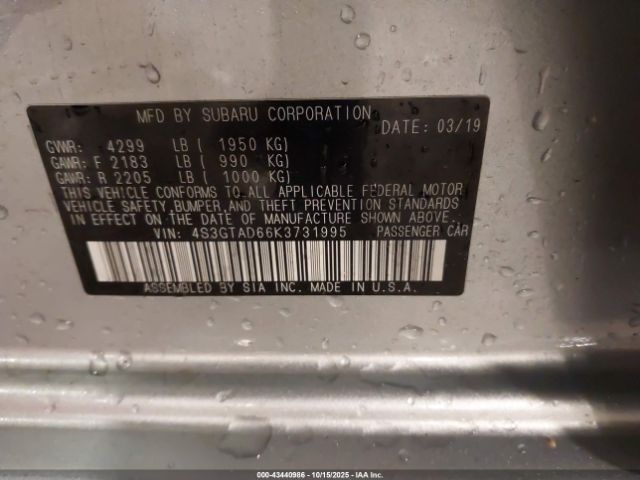 MFD BY SUBARU CORPORATION
DATE: 03/19
GVWR: 4299 LB ( 1950 KG)
GAWR: F 2183 LB ( 990 KG)
GAWR: R 2205 LB ( 1000 KG)
THIS VEHICLE CONFORMS TO ALL APPLICABLE FEDERAL MOTOR
VEHICLE SAFETY, BUMPER, AND THEFT PREVENTION STANDARDS
IN EFFECT ON THE DATE OF MANUFACTURE SHOWN ABOVE.
VIN: 4S3GTAD66K3731995 PASSENGER CAR
ASSEMBLED BY SIA INC. MADE IN U.S.A.
000-43440986 - 10/15/2025 - IAA Inc.